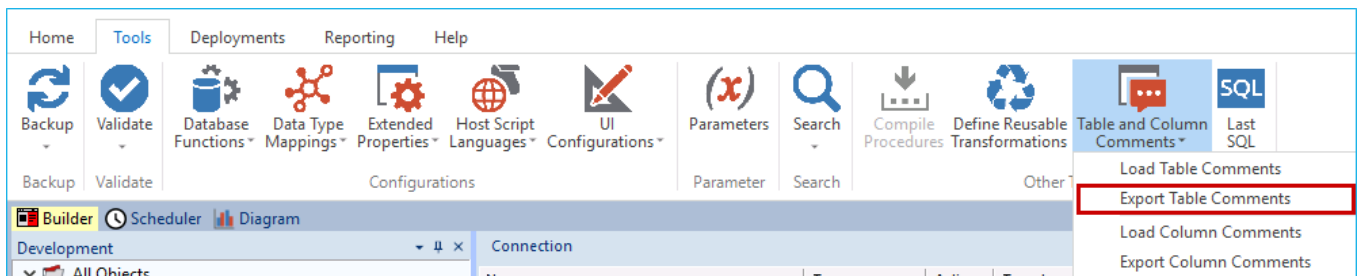 Home Tools Deployments Reporting Help
(x) SQL
Backup Validate Database Data Type Extended Host Script UI Parameters Search Compile Define Reusable Table and Column Last
Functions Mappings Properties Languages Configurations Procedures Transformations Comments SQL
Backup Validate Configurations Parameter Search Other
Load Table Comments
Export Table Comments
Load Column Comments
Export Column Comments
Builder Scheduler Diagram
Development Connection
All Objects